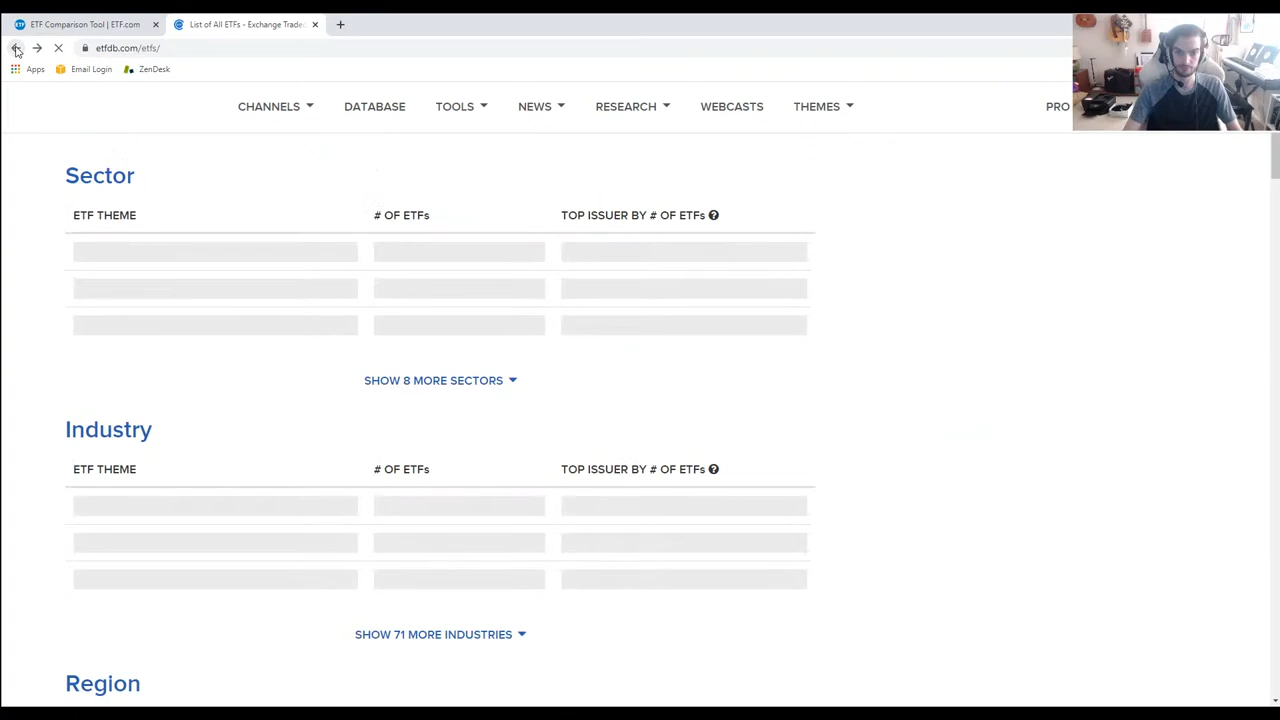 ETF Comparison Tool | ETF.com
List of All ETFs - Exchange Trade
etfdb.com/etfs/
Apps
Email Login
ZenDesk
CHANNELS
DATABASE
TOOLS
NEWS
RESEARCH
WEBCASTS
THEMES
PRO
Sector
ETF THEME
# OF ETFs
TOP ISSUER BY # OF ETFs
SHOW 8 MORE SECTORS
Industry
ETF THEME
# OF ETFs
TOP ISSUER BY # OF ETFs
SHOW 71 MORE INDUSTRIES
Region